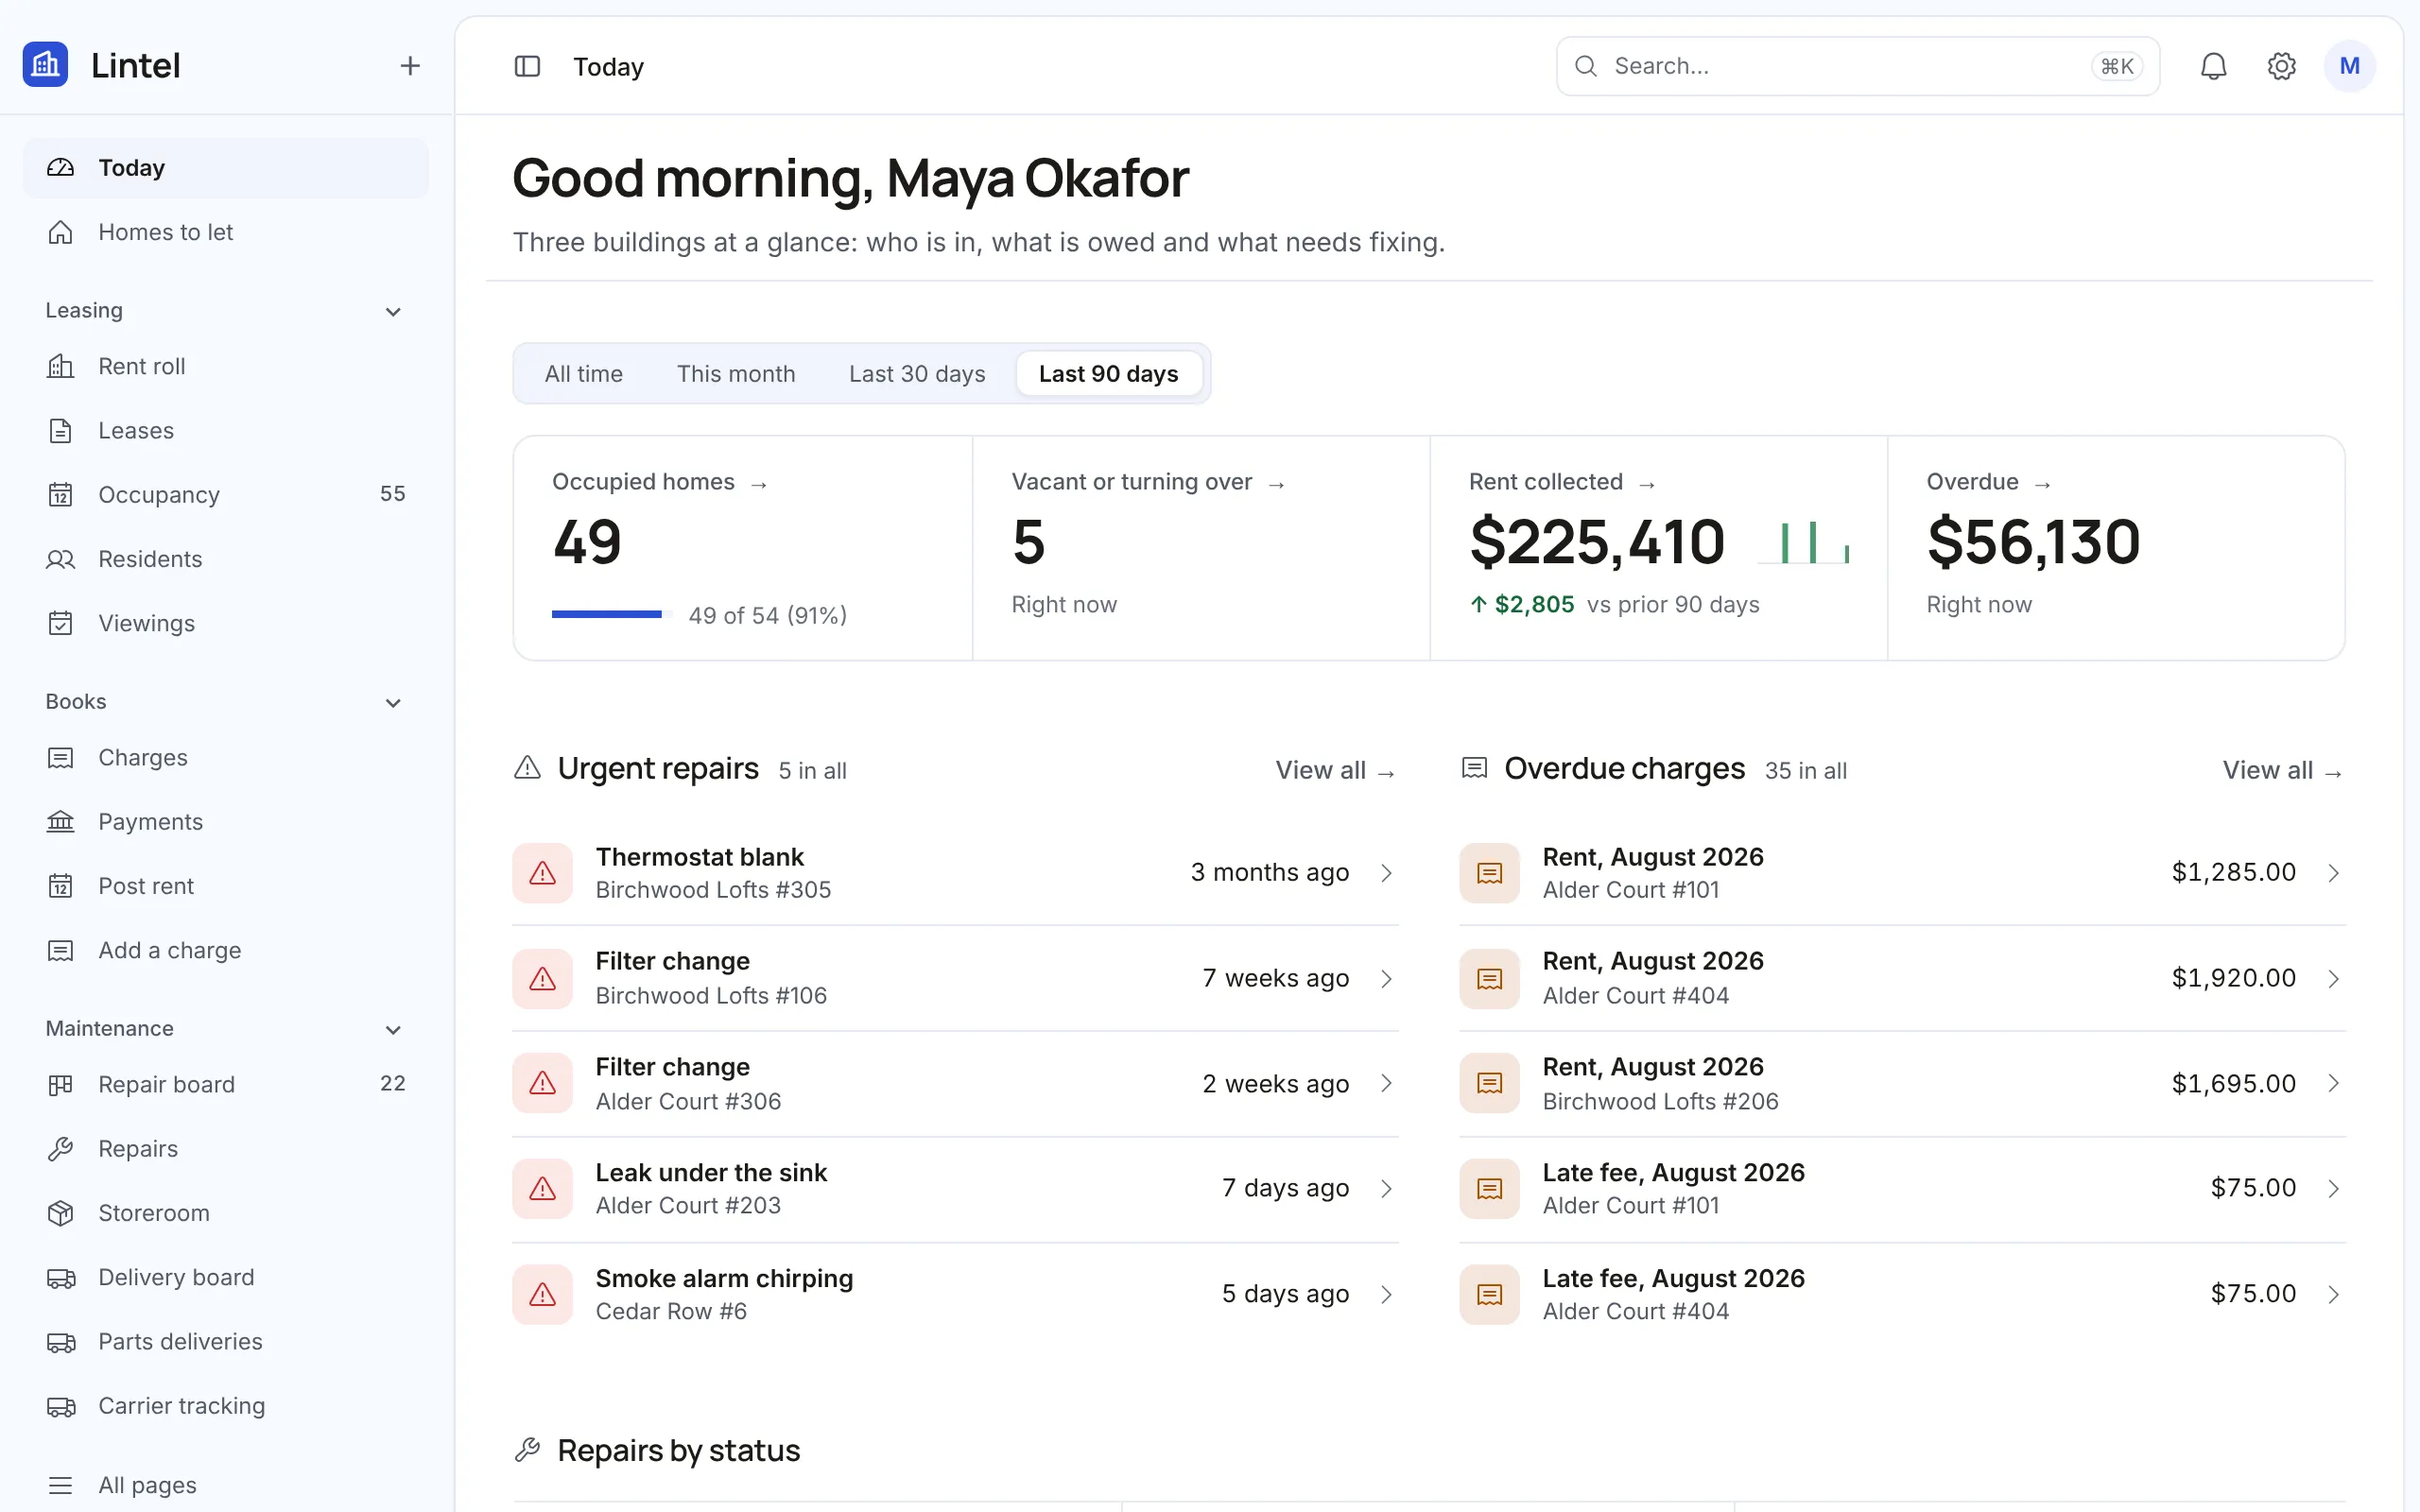 Lintel
Today
Homes to let
Leasing
Rent roll
Leases
12 Occupancy 55
Residents
Viewings
Books
Charges
Payments
12 Post rent
Add a charge
Maintenance
Repair board 22
Repairs
Storeroom
Delivery board
Parts deliveries
Carrier tracking
All pages
Today
Search... ⌘K
M
Good morning, Maya Okafor
Three buildings at a glance: who is in, what is owed and what needs fixing.
All time This month Last 30 days Last 90 days
Occupied homes →
49
49 of 54 (91%)
Vacant or turning over →
5
Right now
Rent collected →
$225,410
↑ $2,805 vs prior 90 days
Overdue →
$56,130
Right now
Urgent repairs 5 in all View all →
Thermostat blank
Birchwood Lofts #305
3 months ago
Filter change
Birchwood Lofts #106
7 weeks ago
Filter change
Alder Court #306
2 weeks ago
Leak under the sink
Alder Court #203
7 days ago
Smoke alarm chirping
Cedar Row #6
5 days ago
Overdue charges 35 in all View all →
Rent, August 2026
Alder Court #101
$1,285.00
Rent, August 2026
Alder Court #404
$1,920.00
Rent, August 2026
Birchwood Lofts #206
$1,695.00
Late fee, August 2026
Alder Court #101
$75.00
Late fee, August 2026
Alder Court #404
$75.00
Repairs by status